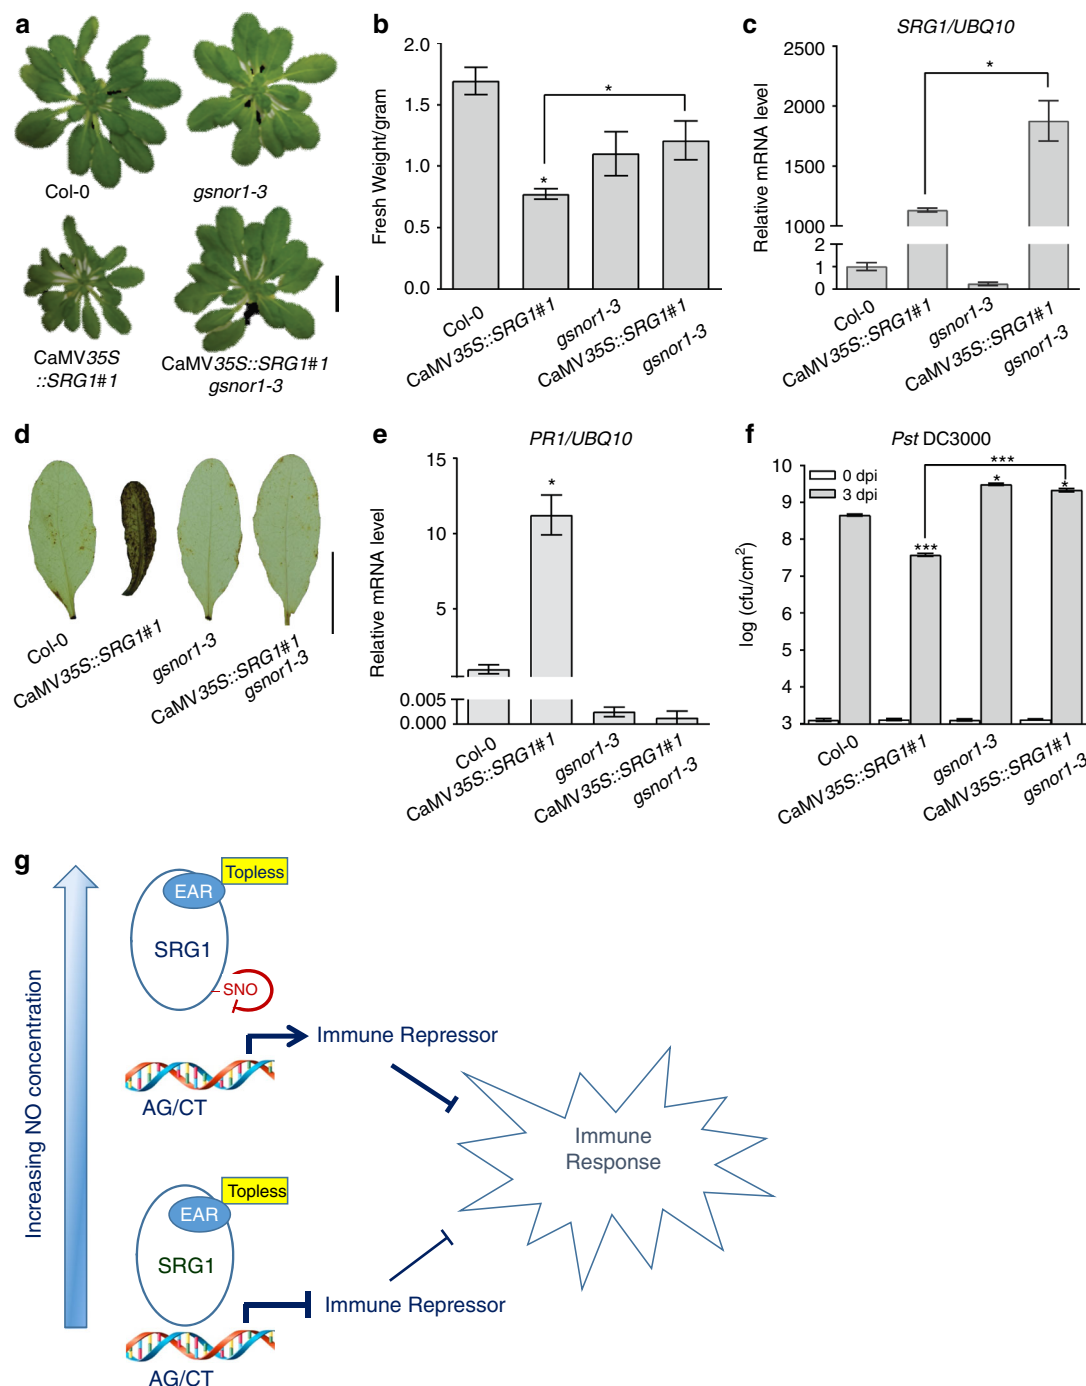 a
Col-0
gsnor1-3
CaMV35S
::SRG1#1
CaMV35S::SRG1#1
gsnor1-3
b
Fresh Weight/gram
2.0
1.5
1.0
0.5
0.0
*
*
Col-0
CaMV35S::SRG1#1
gsnor1-3
CaMV35S::SRG1#1
gsnor1-3
c
SRG1/UBQ10
Relative mRNA level
2500
2000
1500
1000
2
1
0
*
Col-0
CaMV35S::SRG1#1
gsnor1-3
CaMV35S::SRG1#1
gsnor1-3
d
Col-0
CaMV35S::SRG1#1
gsnor1-3
CaMV35S::SRG1#1
gsnor1-3
e
PR1/UBQ10
Relative mRNA level
15
10
5
0.005
0.000
*
Col-0
CaMV35S::SRG1#1
gsnor1-3
CaMV35S::SRG1#1
gsnor1-3
f
Pst DC3000
log (cfu/cm²)
10
9
8
7
6
5
4
3
0 dpi
3 dpi
***
***
*
*
Col-0
CaMV35S::SRG1#1
gsnor1-3
CaMV35S::SRG1#1
gsnor1-3
g
Increasing NO concentration
Topless
EAR
SRG1
SNO
Immune Repressor
AG/CT
Immune
Response
Topless
EAR
SRG1
Immune Repressor
AG/CT